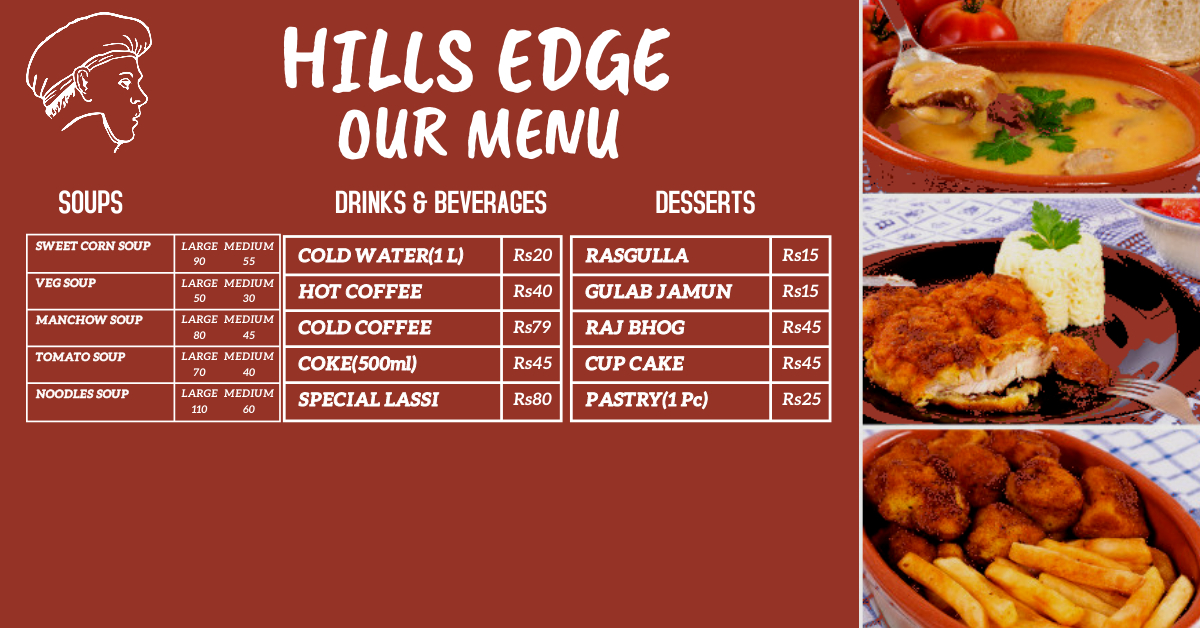 HILLS EDGE
OUR MENU
SOUPS
SWEET CORN SOUP LARGE MEDIUM
90 55
VEG SOUP LARGE MEDIUM
50 30
MANCHOW SOUP LARGE MEDIUM
80 45
TOMATO SOUP LARGE MEDIUM
70 40
NOODLES SOUP LARGE MEDIUM
110 60
DRINKS & BEVERAGES
COLD WATER(1 L) Rs20
HOT COFFEE Rs40
COLD COFFEE Rs79
COKE(500ml) Rs45
SPECIAL LASSI Rs80
DESSERTS
RASGULLA Rs15
GULAB JAMUN Rs15
RAJ BHOG Rs45
CUP CAKE Rs45
PASTRY(1 Pc) Rs25